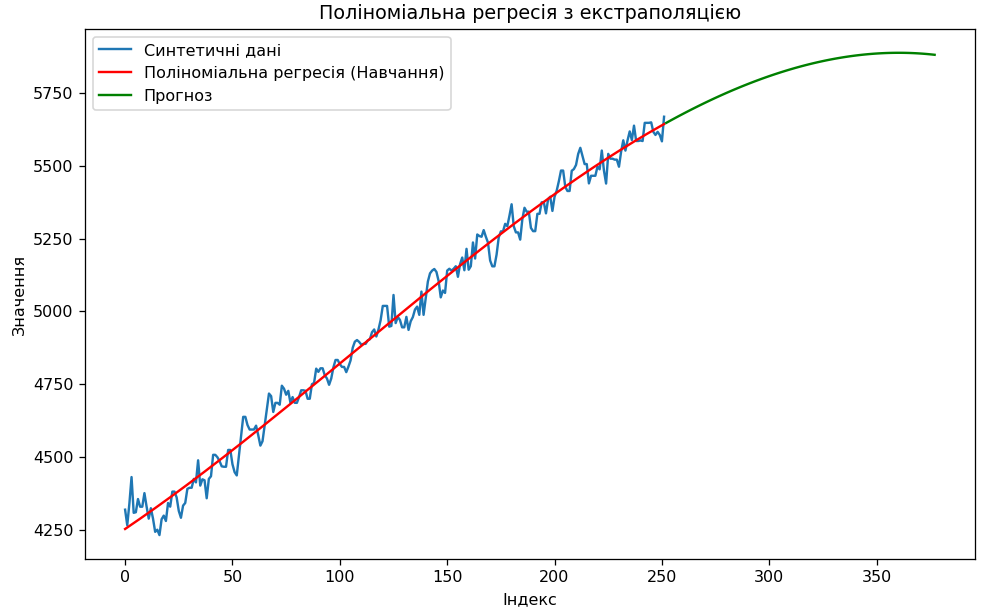 Поліноміальна регресія з екстраполяцією
Синтетичні дані
Поліноміальна регресія (Навчання)
Прогноз
5750
5500
5250
5000
4750
4500
4250
Значення
0 50 100 150 200 250 300 350
Індекс